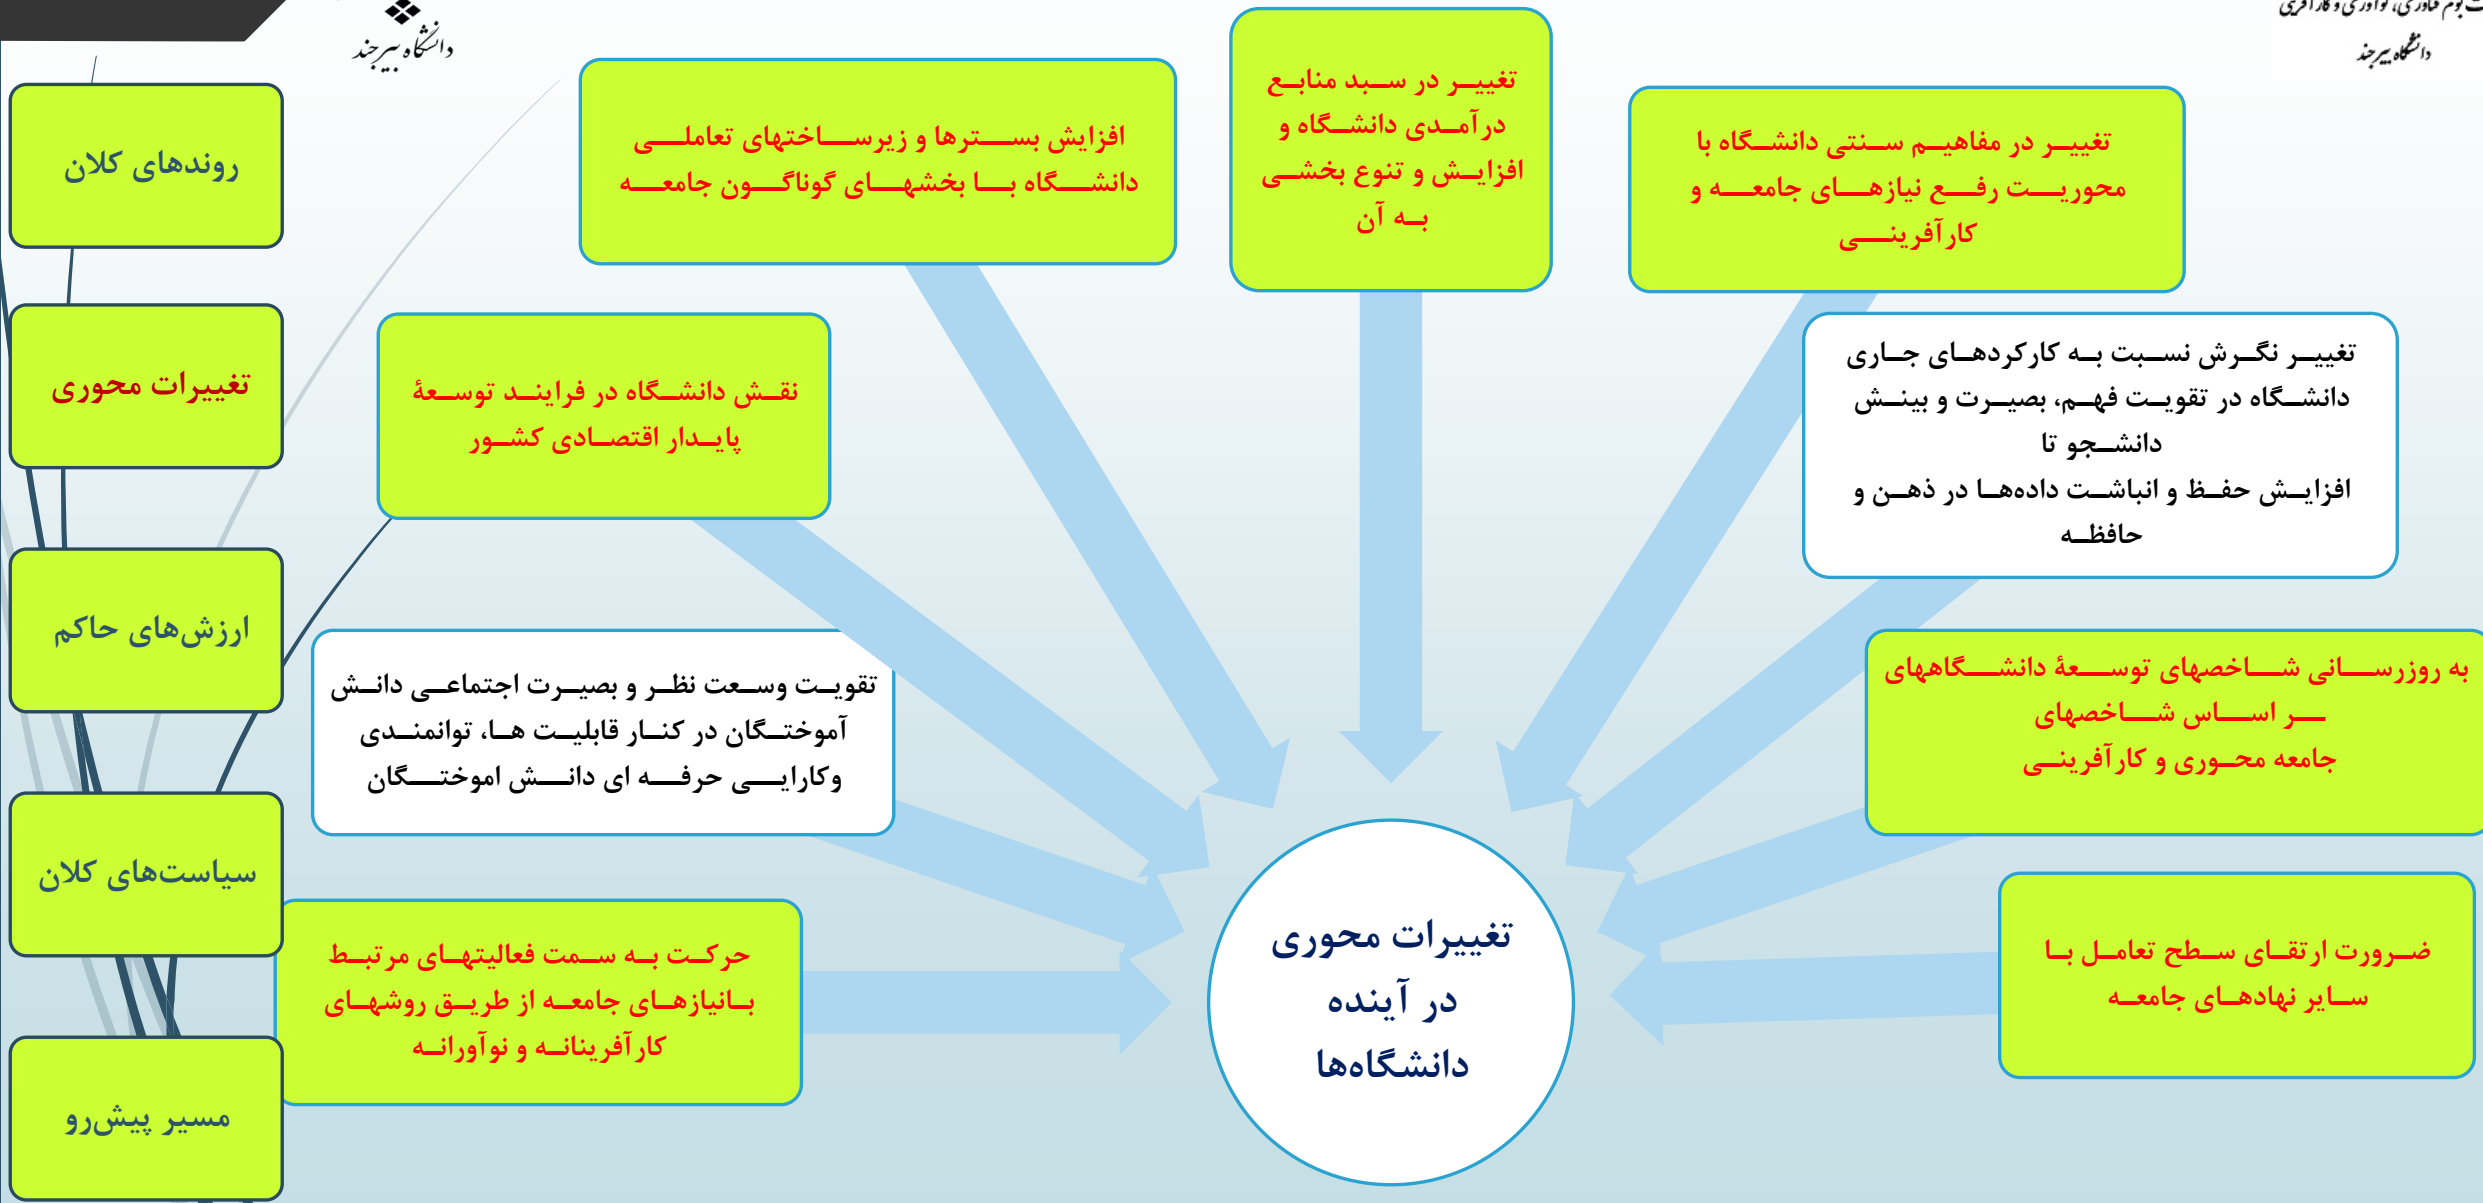 دانشگاه بیرجند
بوم فناوری، نوآوری و کارآفرینی
دانشگاه بیرجند
روندهای کلان
تغییرات محوری
ارزش‌های حاکم
سیاست‌های کلان
مسیر پیش‌رو
تغییر در مفاهیم سنتی دانشگاه با
محوریت رفع نیازهای جامعه و
کارآفرینی
تغییر در سبد منابع
درآمدی دانشگاه و
افزایش و تنوع بخشی
به آن
افزایش بسترها و زیرساختهای تعاملی
دانشگاه با بخشهای گوناگون جامعه
تغییر نگرش نسبت به کارکردهای جاری
دانشگاه در تقویت فهم، بصیرت و بینش
دانشجو تا
افزایش حفظ و انباشت داده‌ها در ذهن و
حافظه
نقش دانشگاه در فرایند توسعهٔ
پایدار اقتصادی کشور
به روزرسانی شاخصهای توسعهٔ دانشگاههای
ر اساس شاخصهای
جامعه محوری و کارآفرینی
تقویت وسعت نظر و بصیرت اجتماعی دانش
آموختگان در کنار قابلیت ها، توانمندی
وکارایی حرفه ای دانش اموختگان
ضرورت ارتقای سطح تعامل با
سایر نهادهای جامعه
حرکت به سمت فعالیتهای مرتبط
بانیازهای جامعه از طریق روشهای
کارآفرینانه و نوآورانه
تغییرات محوری
در آینده
دانشگاه‌ها